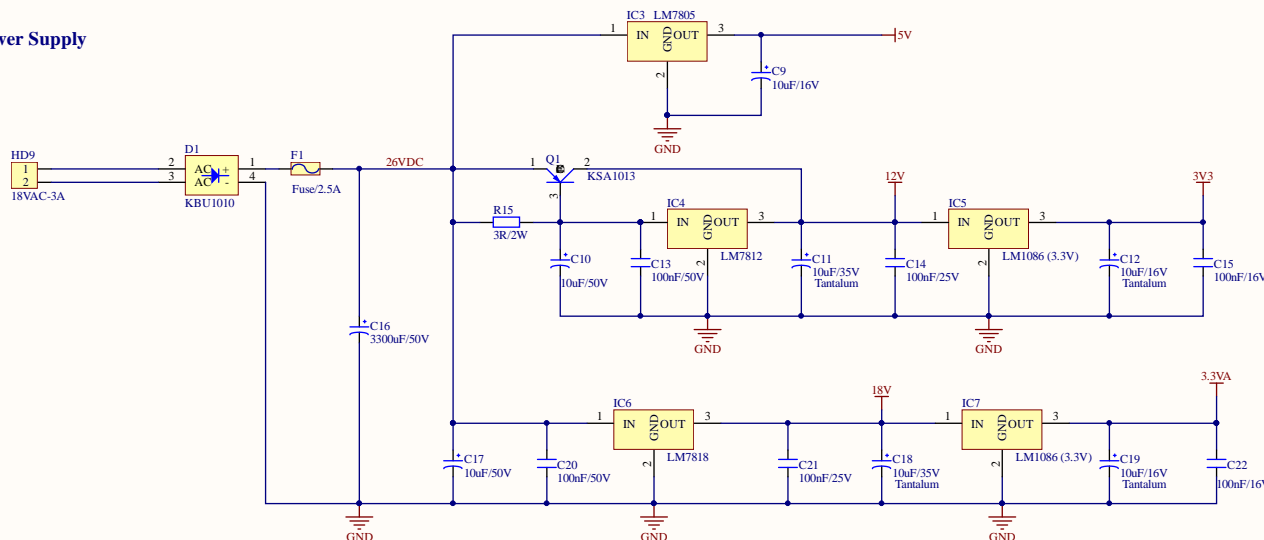 wer Supply
IC3 LM7805
1 IN GND OUT 3
2
5V
C9
10uF/16V
GND
HD9
1
2
18VAC-3A
D1
2 AC + 1
3 AC - 4
KBU1010
F1
Fuse/2.5A
26VDC
Q1
1 2
3
KSA1013
R15
3R/2W
C10
10uF/50V
C13
100nF/50V
IC4
1 IN GND OUT 3
2
LM7812
C11
10uF/35V
Tantalum
12V
C14
100nF/25V
IC5
1 IN GND OUT 3
2
LM1086 (3.3V)
C12
10uF/16V
Tantalum
3V3
C15
100nF/16V
GND
GND
C16
3300uF/50V
C17
10uF/50V
C20
100nF/50V
IC6
1 IN GND OUT 3
2
LM7818
C21
100nF/25V
18V
C18
10uF/35V
Tantalum
IC7
1 IN GND OUT 3
2
LM1086 (3.3V)
C19
10uF/16V
Tantalum
3.3VA
C22
100nF/16V
GND
GND
GND